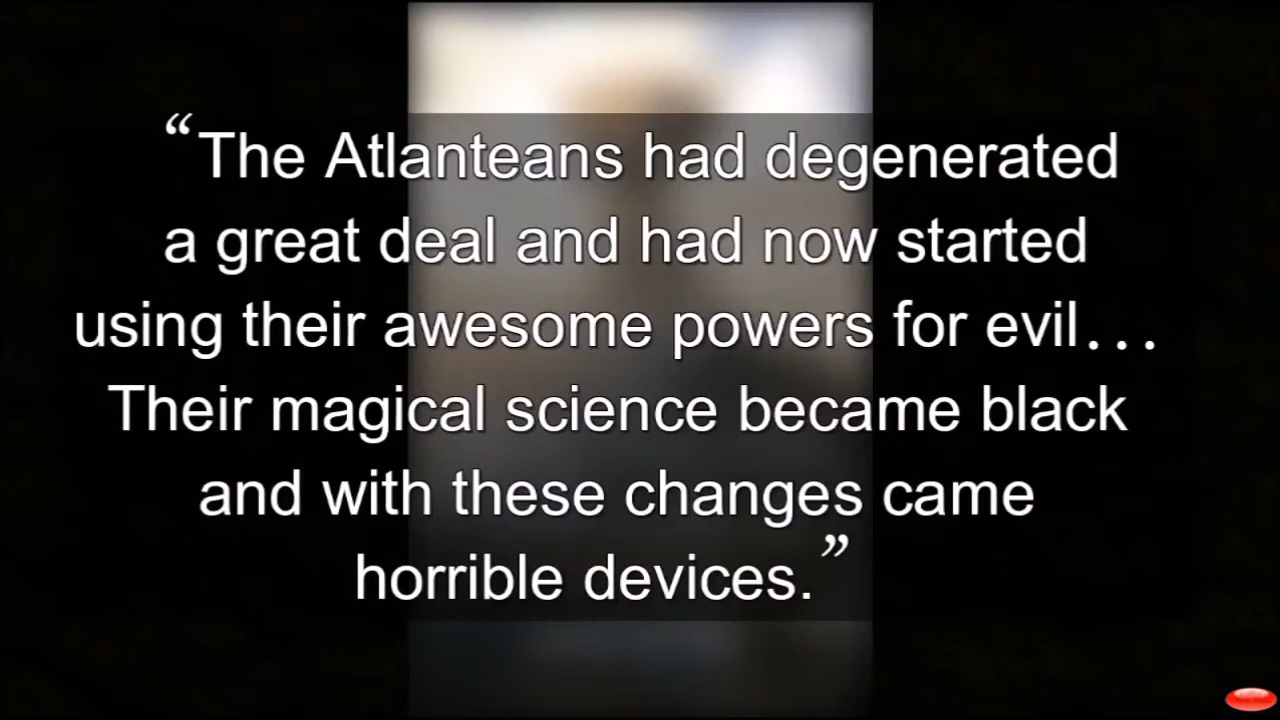 “The Atlanteans had degenerated
a great deal and had now started
using their awesome powers for evil...
Their magical science became black
and with these changes came
horrible devices.”